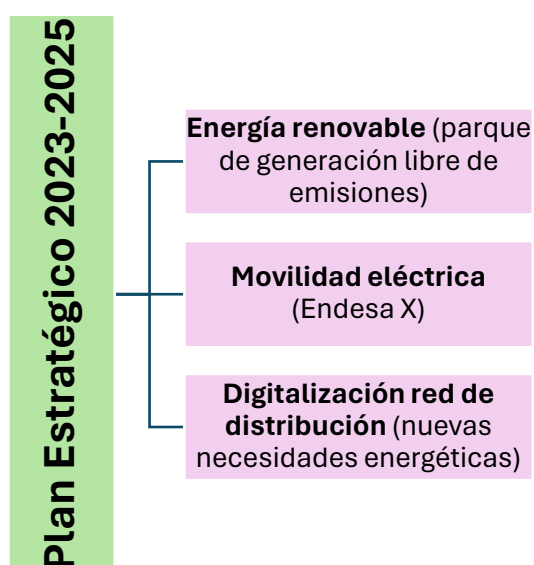 Plan Estratégico 2023-2025
Energía renovable (parque
de generación libre de
emisiones)
Movilidad eléctrica
(Endesa X)
Digitalización red de
distribución (nuevas
necesidades energéticas)